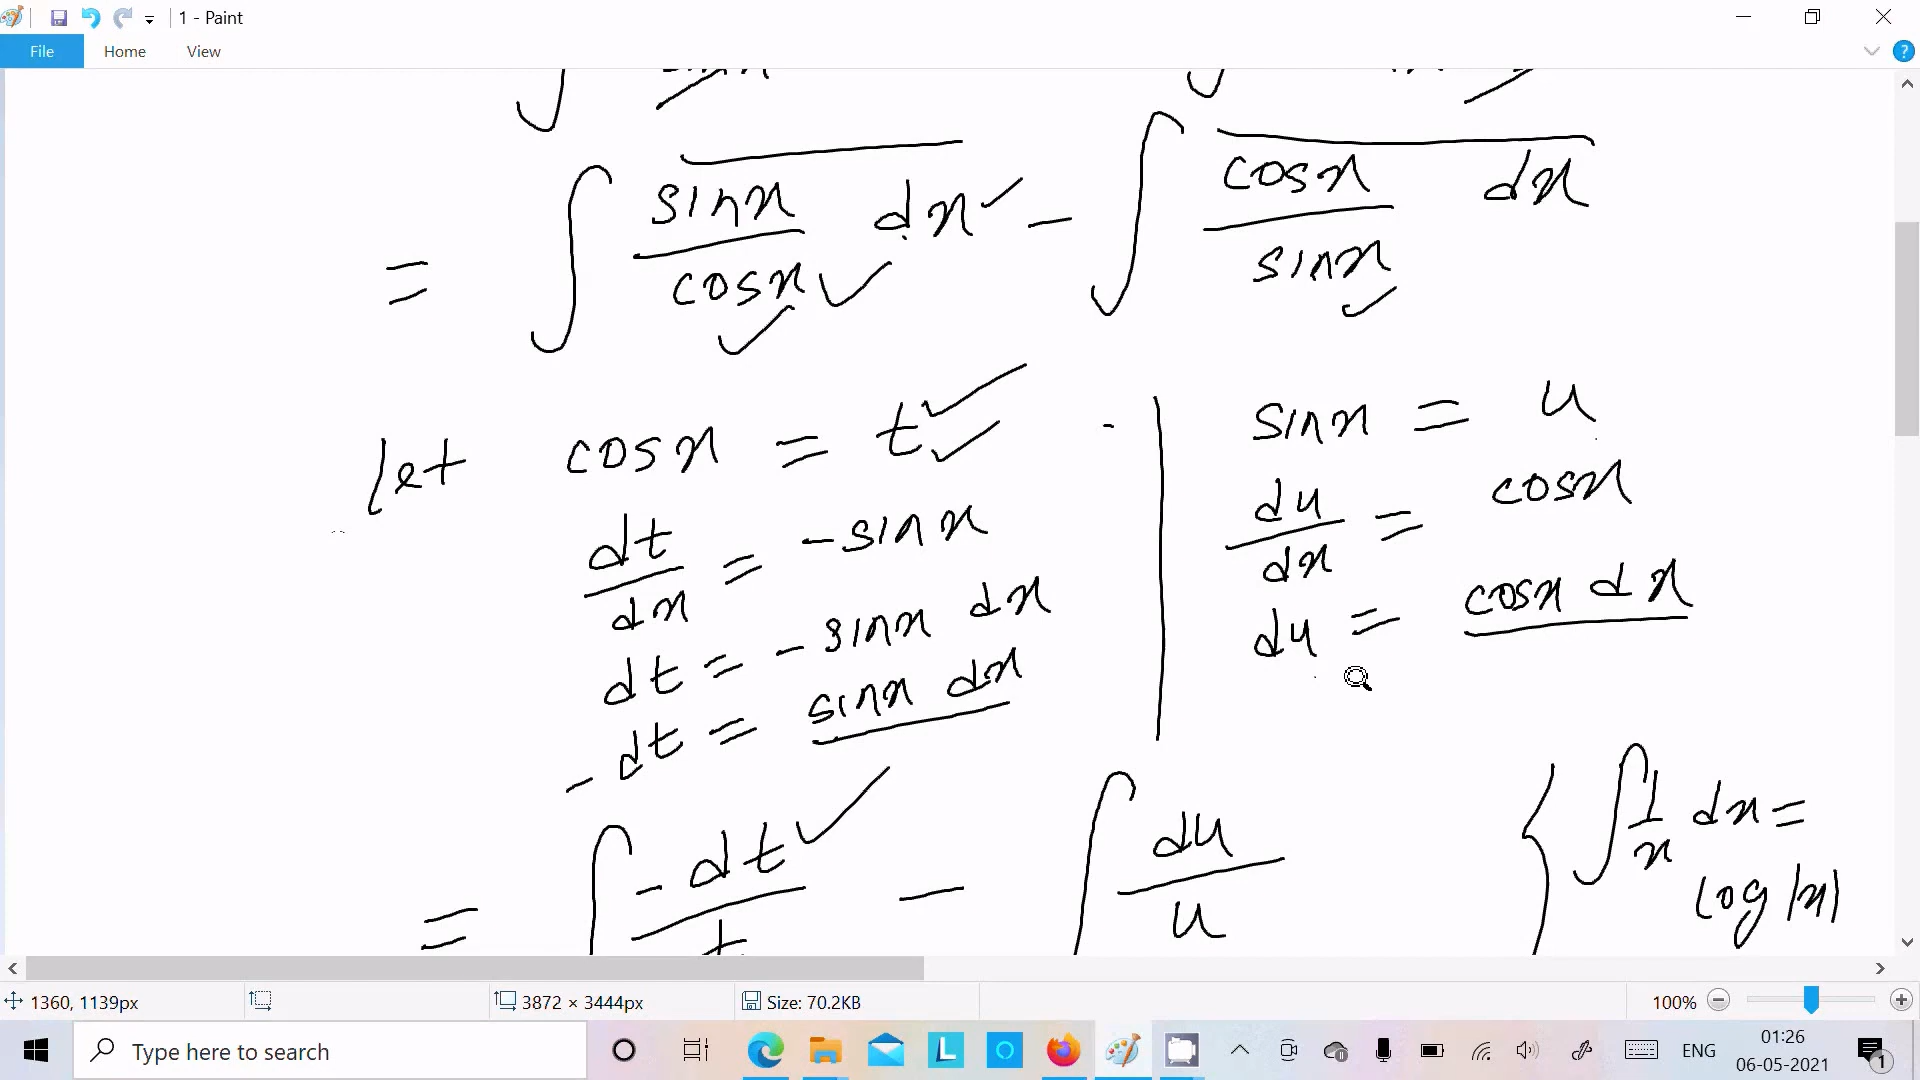 1 - Paint
File Home View
= ∫ sinx/cosx dx - ∫ cosx/sinx dx
let cosx = t
dt/dx = -sinx
dt = -sinx dx
-dt = sinx dx
sinx = u
du/dx = cosx
du = cosx dx
= ∫ -dt/t - ∫ du/u
{ ∫ 1/x dx =
log |x|
1360, 1139px 3872 × 3444px Size: 70.2KB 100%
Type here to search
ENG
01:26
06-05-2021
1